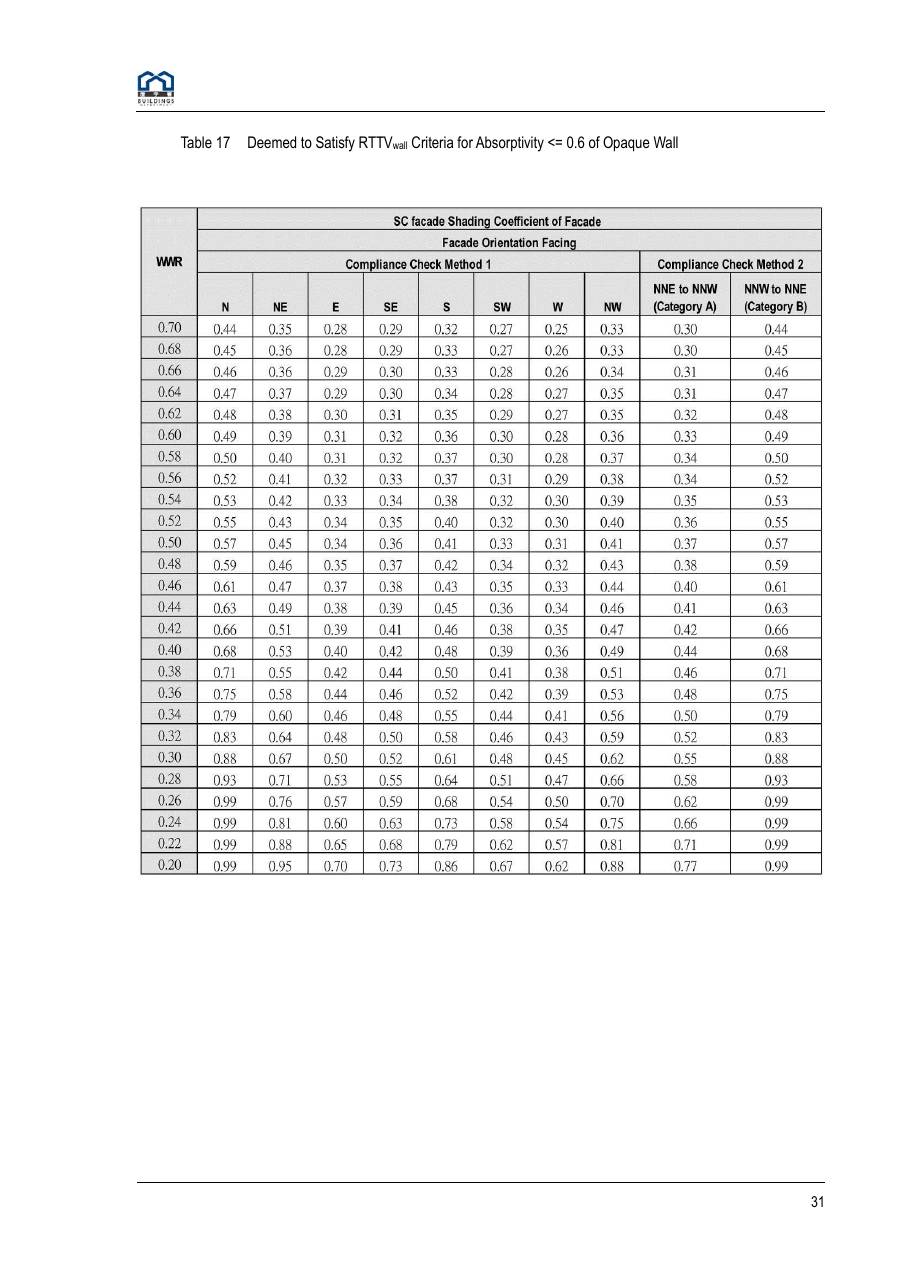 BUILDINGS
Table 17 Deemed to Satisfy RTTVwall Criteria for Absorptivity <= 0.6 of Opaque Wall
SC facade Shading Coefficient of Facade
Facade Orientation Facing
WWR
Compliance Check Method 1 Compliance Check Method 2
N NE E SE S SW W NW NNE to NNW (Category A) NNW to NNE (Category B)
0.70 0.44 0.35 0.28 0.29 0.32 0.27 0.25 0.33 0.30 0.44
0.68 0.45 0.36 0.28 0.29 0.33 0.27 0.26 0.33 0.30 0.45
0.66 0.46 0.36 0.29 0.30 0.33 0.28 0.26 0.34 0.31 0.46
0.64 0.47 0.37 0.29 0.30 0.34 0.28 0.27 0.35 0.31 0.47
0.62 0.48 0.38 0.30 0.31 0.35 0.29 0.27 0.35 0.32 0.48
0.60 0.49 0.39 0.31 0.32 0.36 0.30 0.28 0.36 0.33 0.49
0.58 0.50 0.40 0.31 0.32 0.37 0.30 0.28 0.37 0.34 0.50
0.56 0.52 0.41 0.32 0.33 0.37 0.31 0.29 0.38 0.34 0.52
0.54 0.53 0.42 0.33 0.34 0.38 0.32 0.30 0.39 0.35 0.53
0.52 0.55 0.43 0.34 0.35 0.40 0.32 0.30 0.40 0.36 0.55
0.50 0.57 0.45 0.34 0.36 0.41 0.33 0.31 0.41 0.37 0.57
0.48 0.59 0.46 0.35 0.37 0.42 0.34 0.32 0.43 0.38 0.59
0.46 0.61 0.47 0.37 0.38 0.43 0.35 0.33 0.44 0.40 0.61
0.44 0.63 0.49 0.38 0.39 0.45 0.36 0.34 0.46 0.41 0.63
0.42 0.66 0.51 0.39 0.41 0.46 0.38 0.35 0.47 0.42 0.66
0.40 0.68 0.53 0.40 0.42 0.48 0.39 0.36 0.49 0.44 0.68
0.38 0.71 0.55 0.42 0.44 0.50 0.41 0.38 0.51 0.46 0.71
0.36 0.75 0.58 0.44 0.46 0.52 0.42 0.39 0.53 0.48 0.75
0.34 0.79 0.60 0.46 0.48 0.55 0.44 0.41 0.56 0.50 0.79
0.32 0.83 0.64 0.48 0.50 0.58 0.46 0.43 0.59 0.52 0.83
0.30 0.88 0.67 0.50 0.52 0.61 0.48 0.45 0.62 0.55 0.88
0.28 0.93 0.71 0.53 0.55 0.64 0.51 0.47 0.66 0.58 0.93
0.26 0.99 0.76 0.57 0.59 0.68 0.54 0.50 0.70 0.62 0.99
0.24 0.99 0.81 0.60 0.63 0.73 0.58 0.54 0.75 0.66 0.99
0.22 0.99 0.88 0.65 0.68 0.79 0.62 0.57 0.81 0.71 0.99
0.20 0.99 0.95 0.70 0.73 0.86 0.67 0.62 0.88 0.77 0.99
31